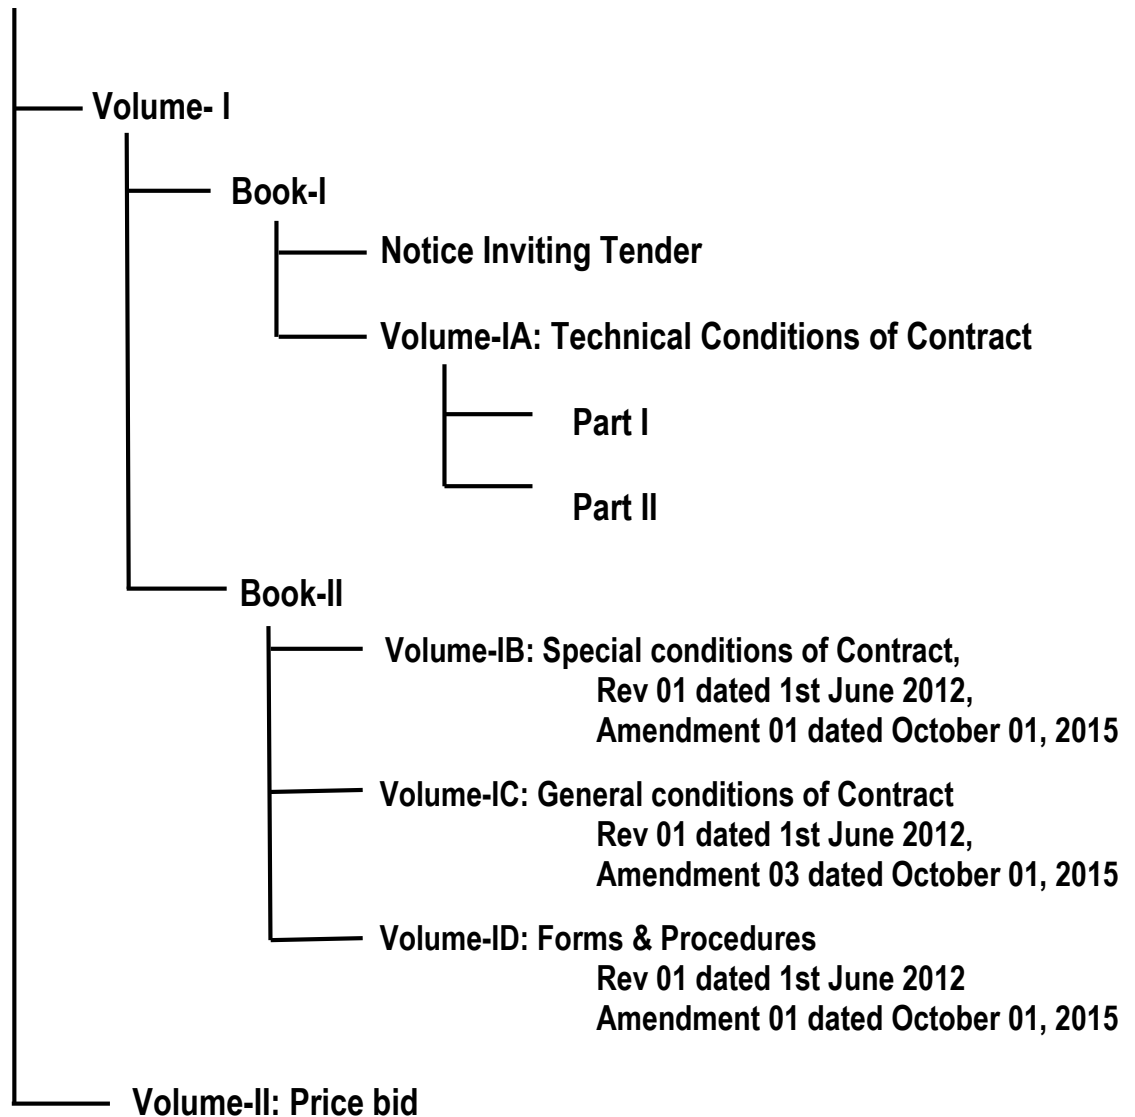 Volume- I
Book-I
Notice Inviting Tender
Volume-IA: Technical Conditions of Contract
Part I
Part II
Book-II
Volume-IB: Special conditions of Contract,
Rev 01 dated 1st June 2012,
Amendment 01 dated October 01, 2015
Volume-IC: General conditions of Contract
Rev 01 dated 1st June 2012,
Amendment 03 dated October 01, 2015
Volume-ID: Forms & Procedures
Rev 01 dated 1st June 2012
Amendment 01 dated October 01, 2015
Volume-II: Price bid